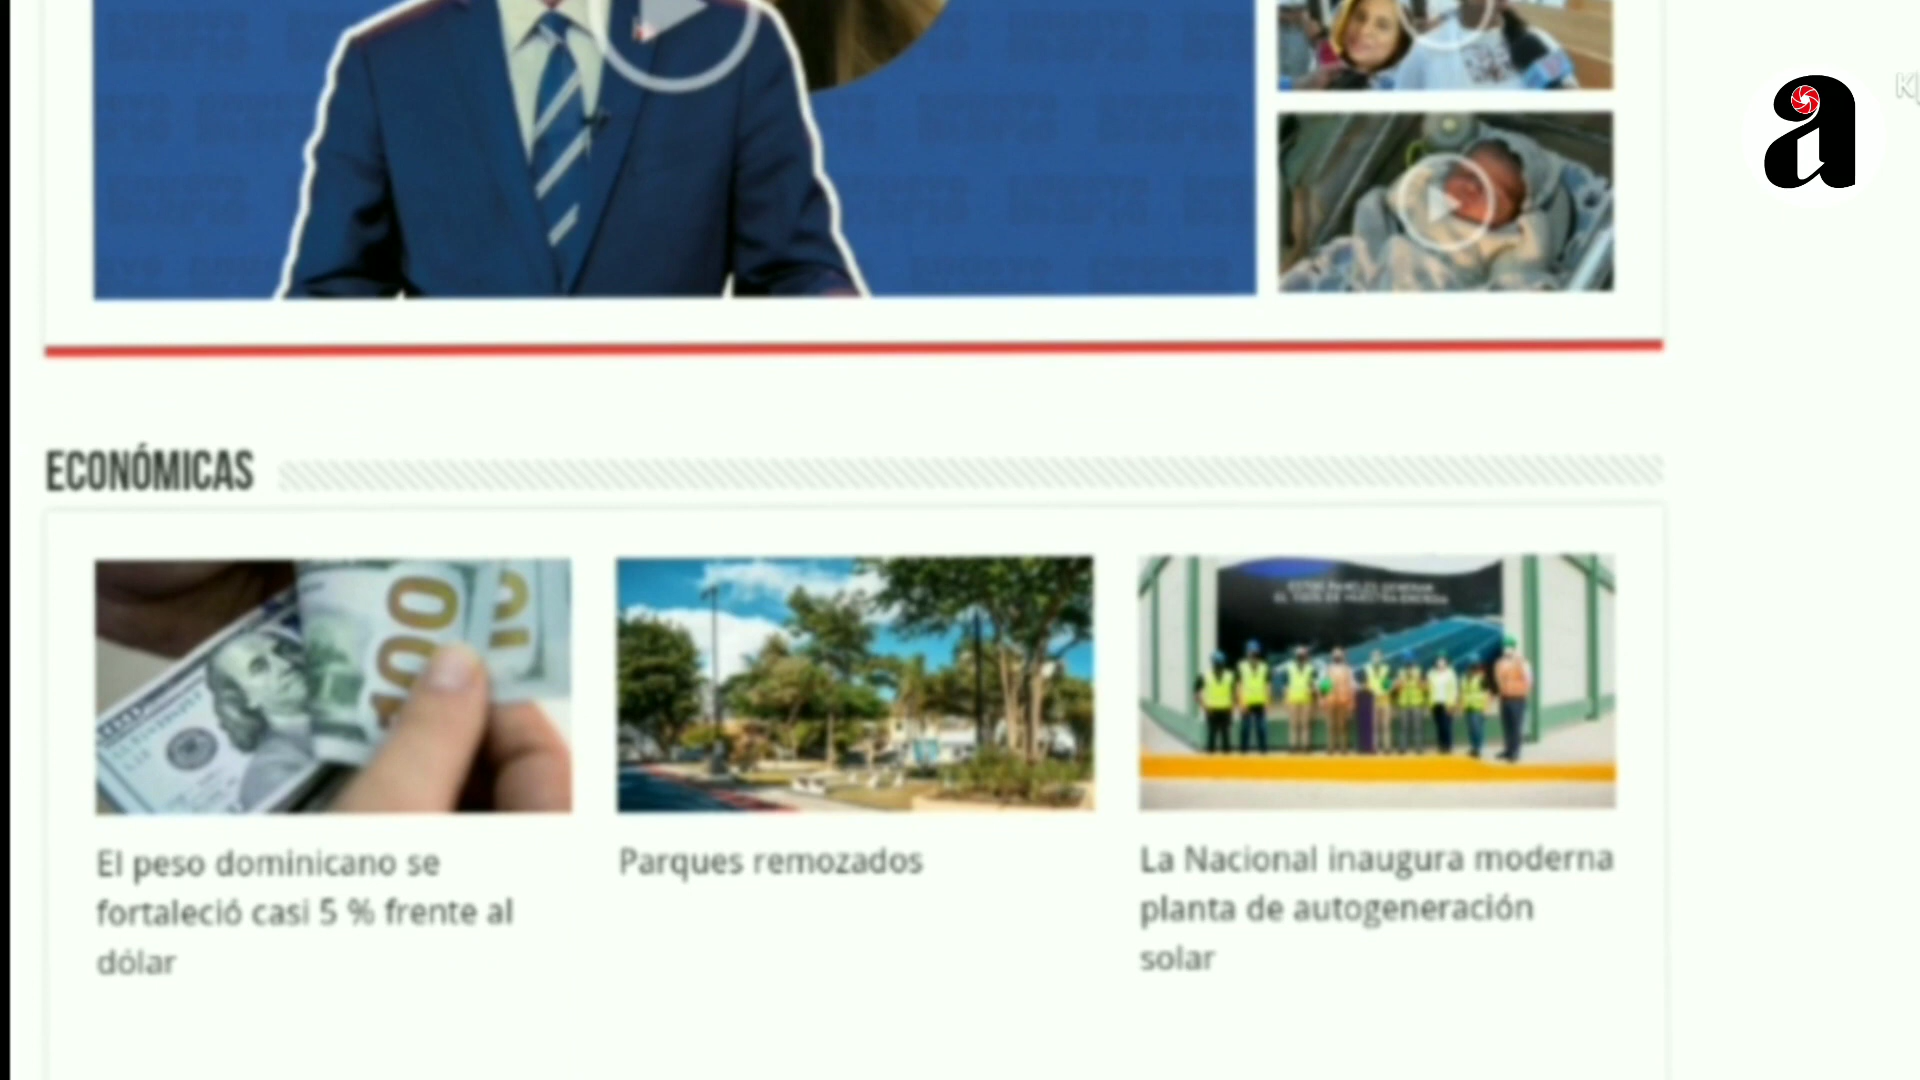 a
K
ECONÓMICAS
100
El peso dominicano se
fortaleció casi 5 % frente al
dólar
Parques remozados
La Nacional inaugura moderna
planta de autogeneración
solar